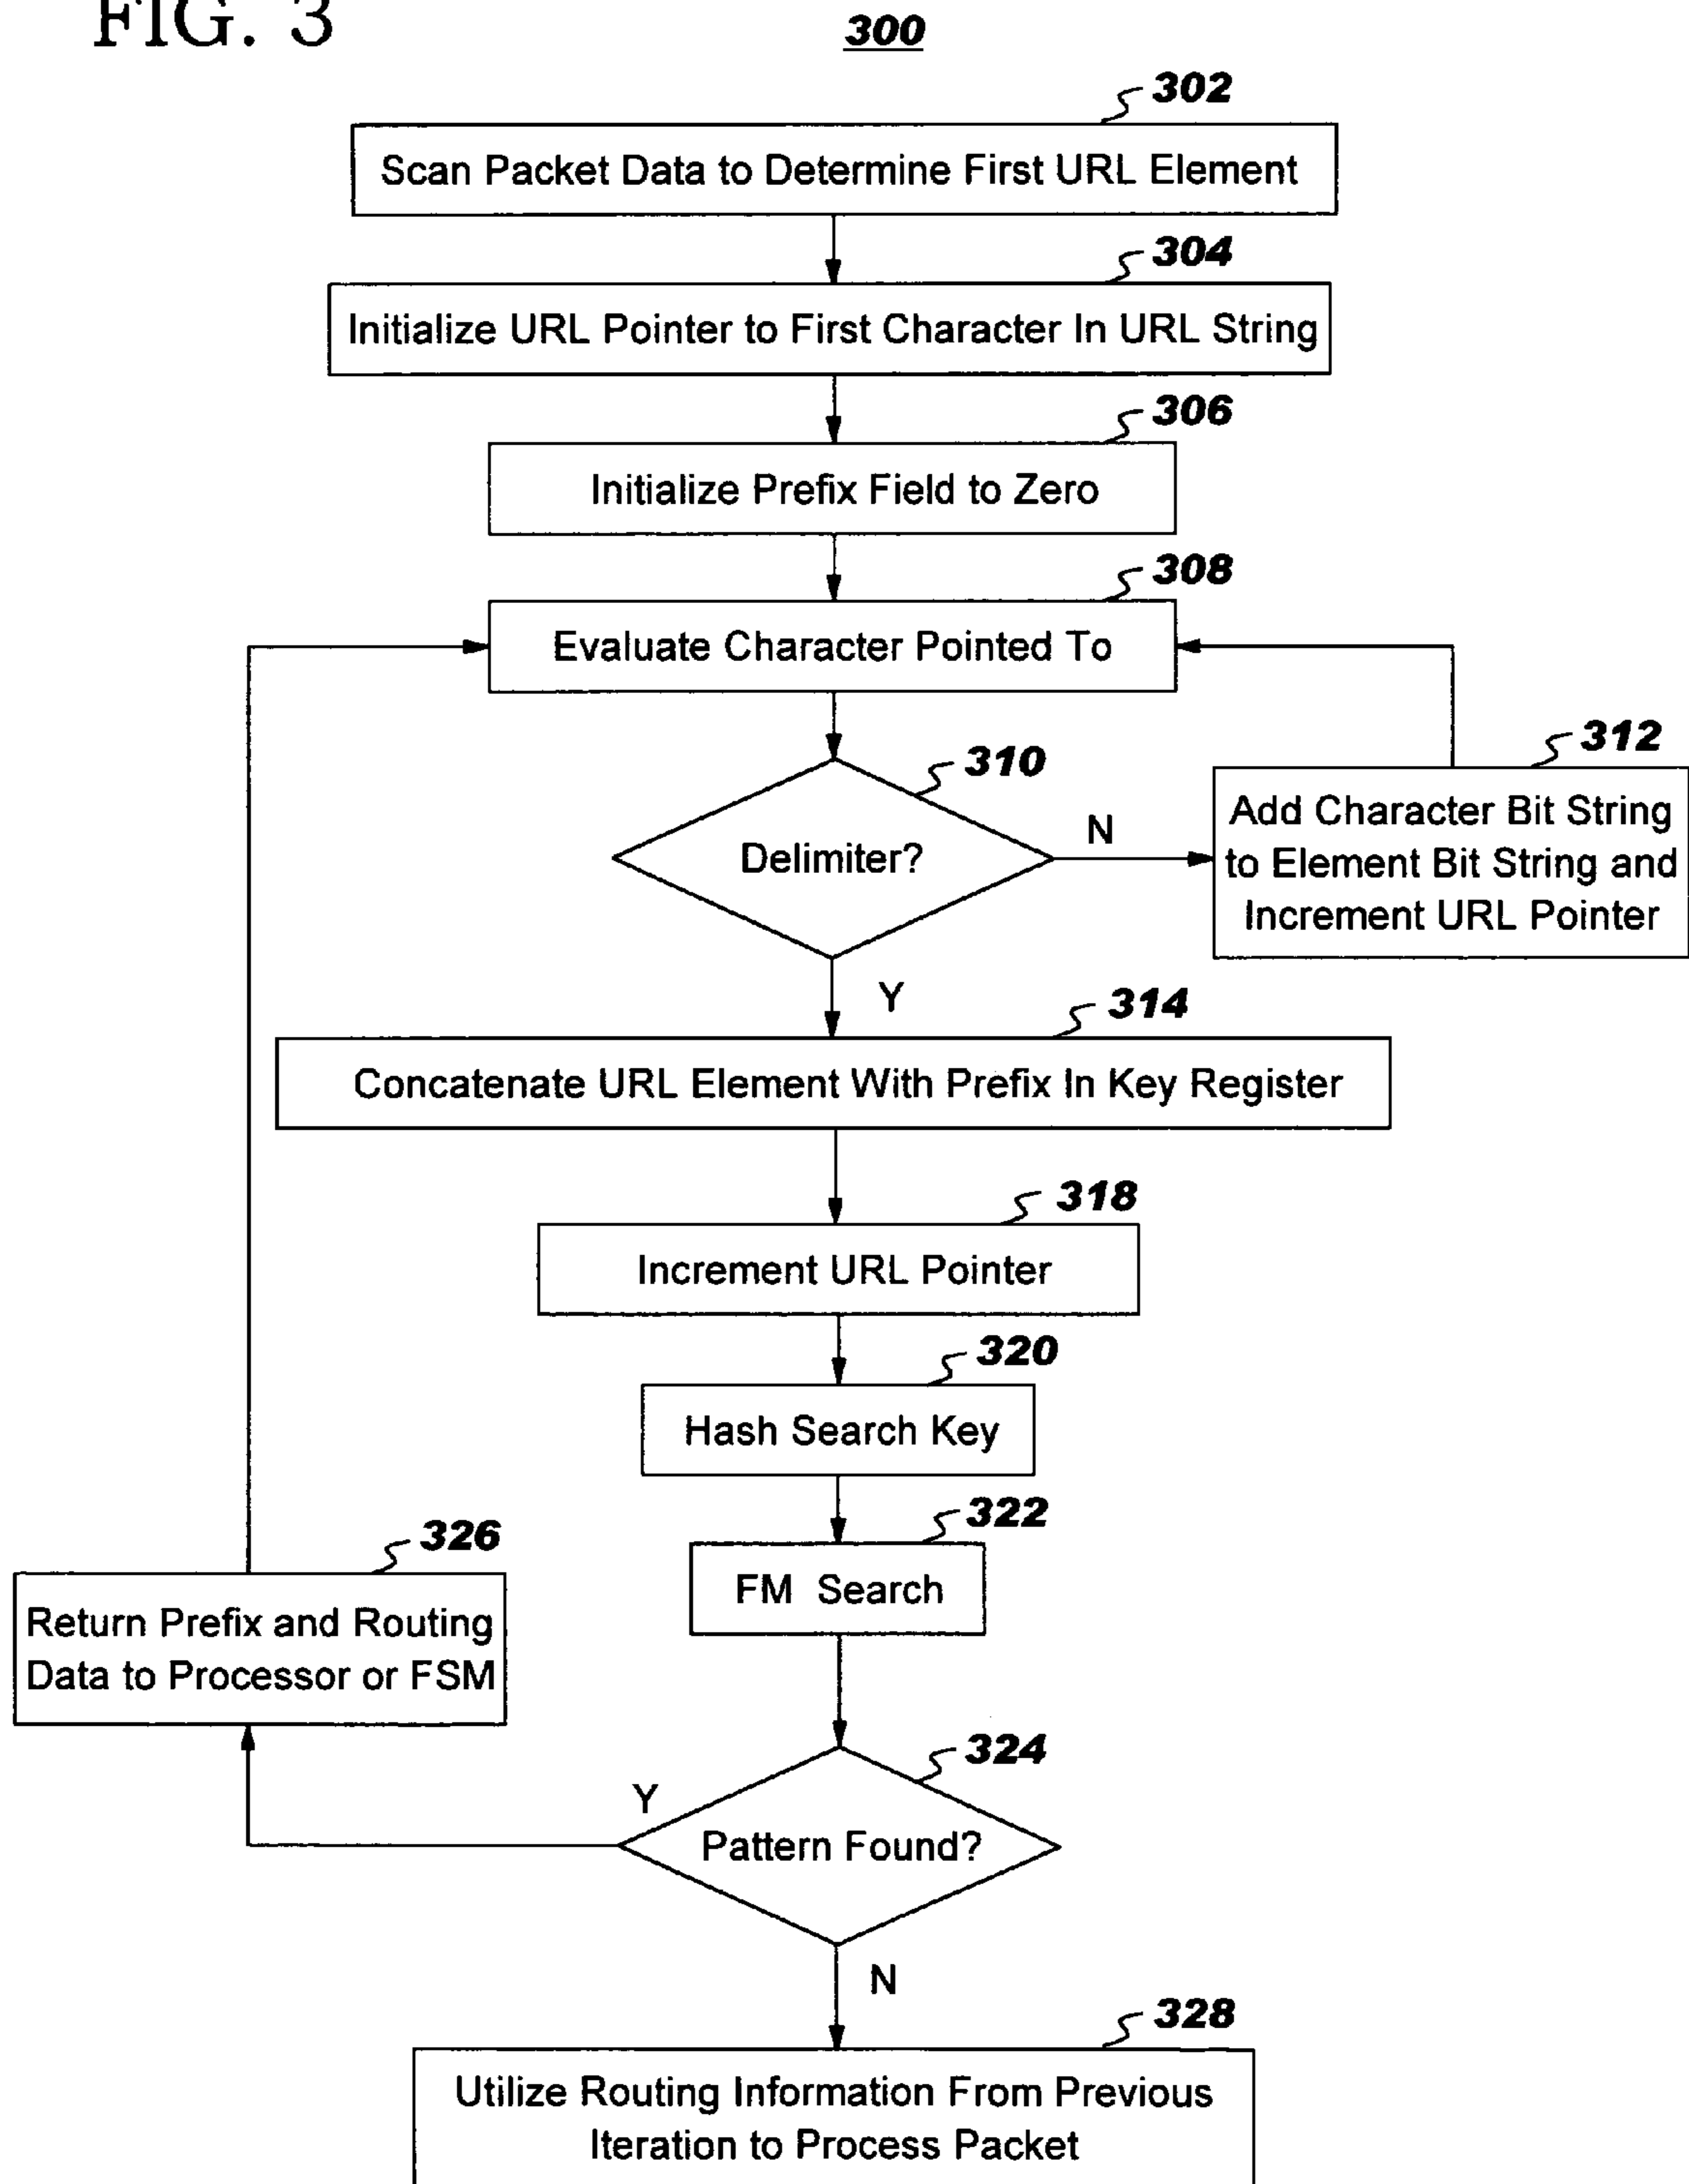 FIG. 3
300
302
Scan Packet Data to Determine First URL Element
304
Initialize URL Pointer to First Character In URL String
306
Initialize Prefix Field to Zero
308
Evaluate Character Pointed To
310
Delimiter?
N
312
Add Character Bit String
to Element Bit String and
Increment URL Pointer
Y
314
Concatenate URL Element With Prefix In Key Register
318
Increment URL Pointer
320
Hash Search Key
322
FM Search
326
Return Prefix and Routing
Data to Processor or FSM
324
Y
Pattern Found?
N
328
Utilize Routing Information From Previous
Iteration to Process Packet